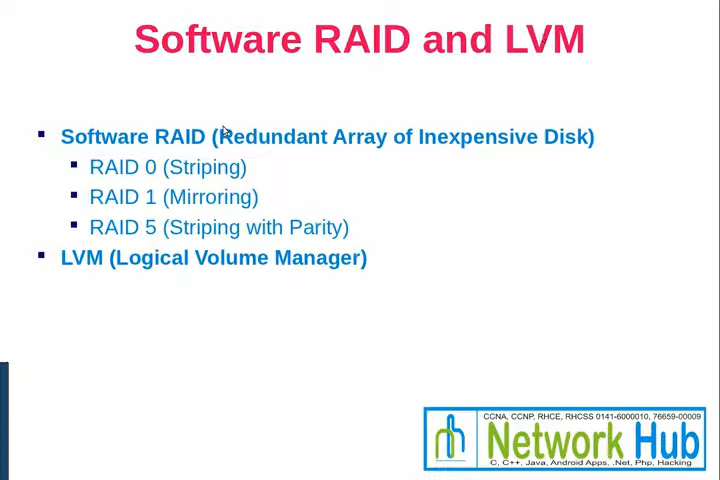 Software RAID and LVM
Software RAID (Redundant Array of Inexpensive Disk)
RAID 0 (Striping)
RAID 1 (Mirroring)
RAID 5 (Striping with Parity)
LVM (Logical Volume Manager)
CCNA, CCNP, RHCE, RHCSS 0141-6000010, 76659-00009
Network Hub
C, C++, Java, Android Apps, .Net, Php, Hacking